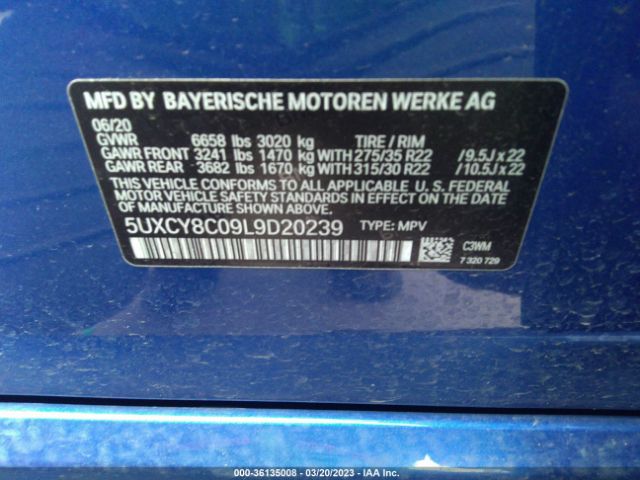 MFD BY BAYERISCHE MOTOREN WERKE AG
06/20
GVWR 6658 lbs 3020 kg TIRE / RIM
GAWR FRONT 3241 lbs 1470 kg WITH 275/35 R22 /9.5J x 22
GAWR REAR 3682 lbs 1670 kg WITH 315/30 R22 /10.5J x 22
THIS VEHICLE CONFORMS TO ALL APPLICABLE U. S. FEDERAL
MOTOR VEHICLE SAFETY STANDARDS IN EFFECT ON THE
DATE OF MANUFACTURE SHOWN ABOVE.
5UXCY8C09L9D20239 TYPE: MPV
C3WM
7 320 729
000-36135008 — 03/20/2023 — IAA Inc.